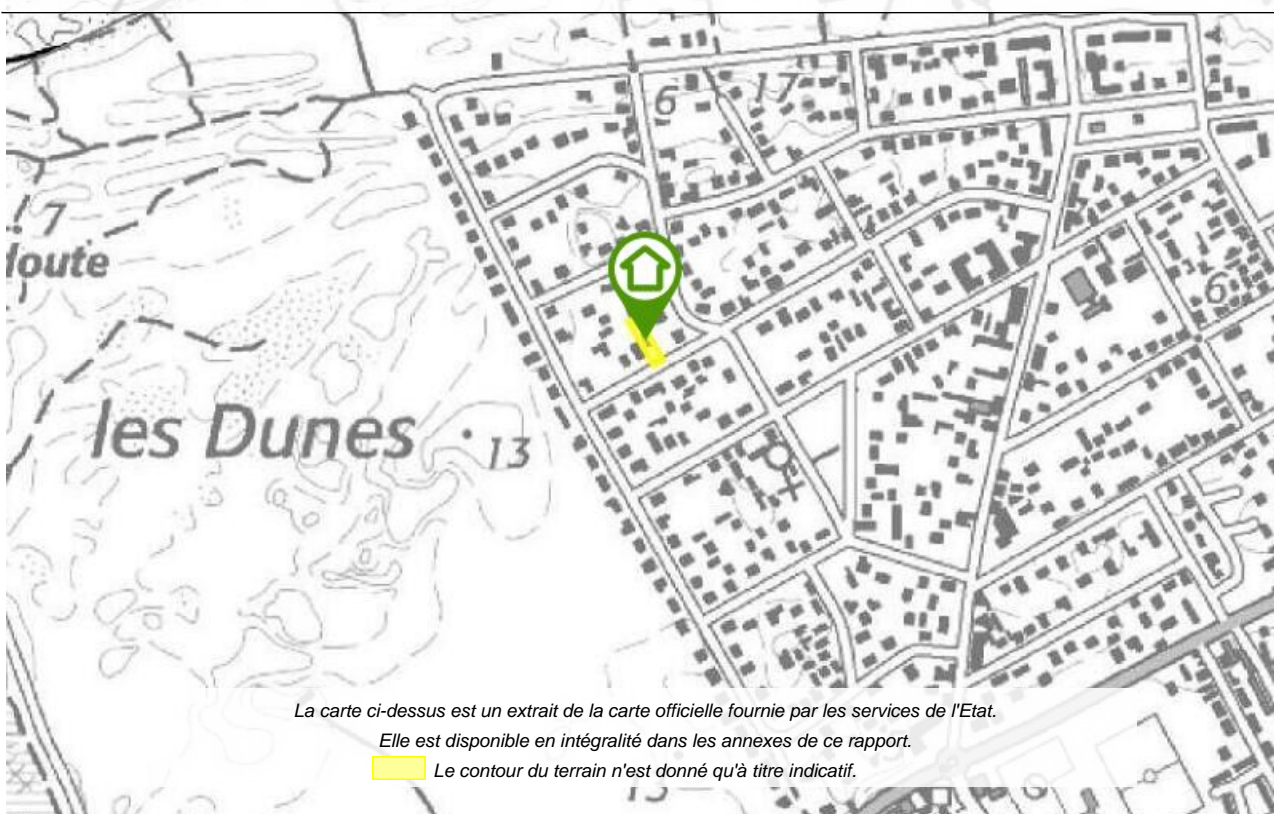 6
17
7
loute
les Dunes
13
6
La carte ci-dessus est un extrait de la carte officielle fournie par les services de l'Etat.
Elle est disponible en intégralité dans les annexes de ce rapport.
Le contour du terrain n'est donné qu'à titre indicatif.